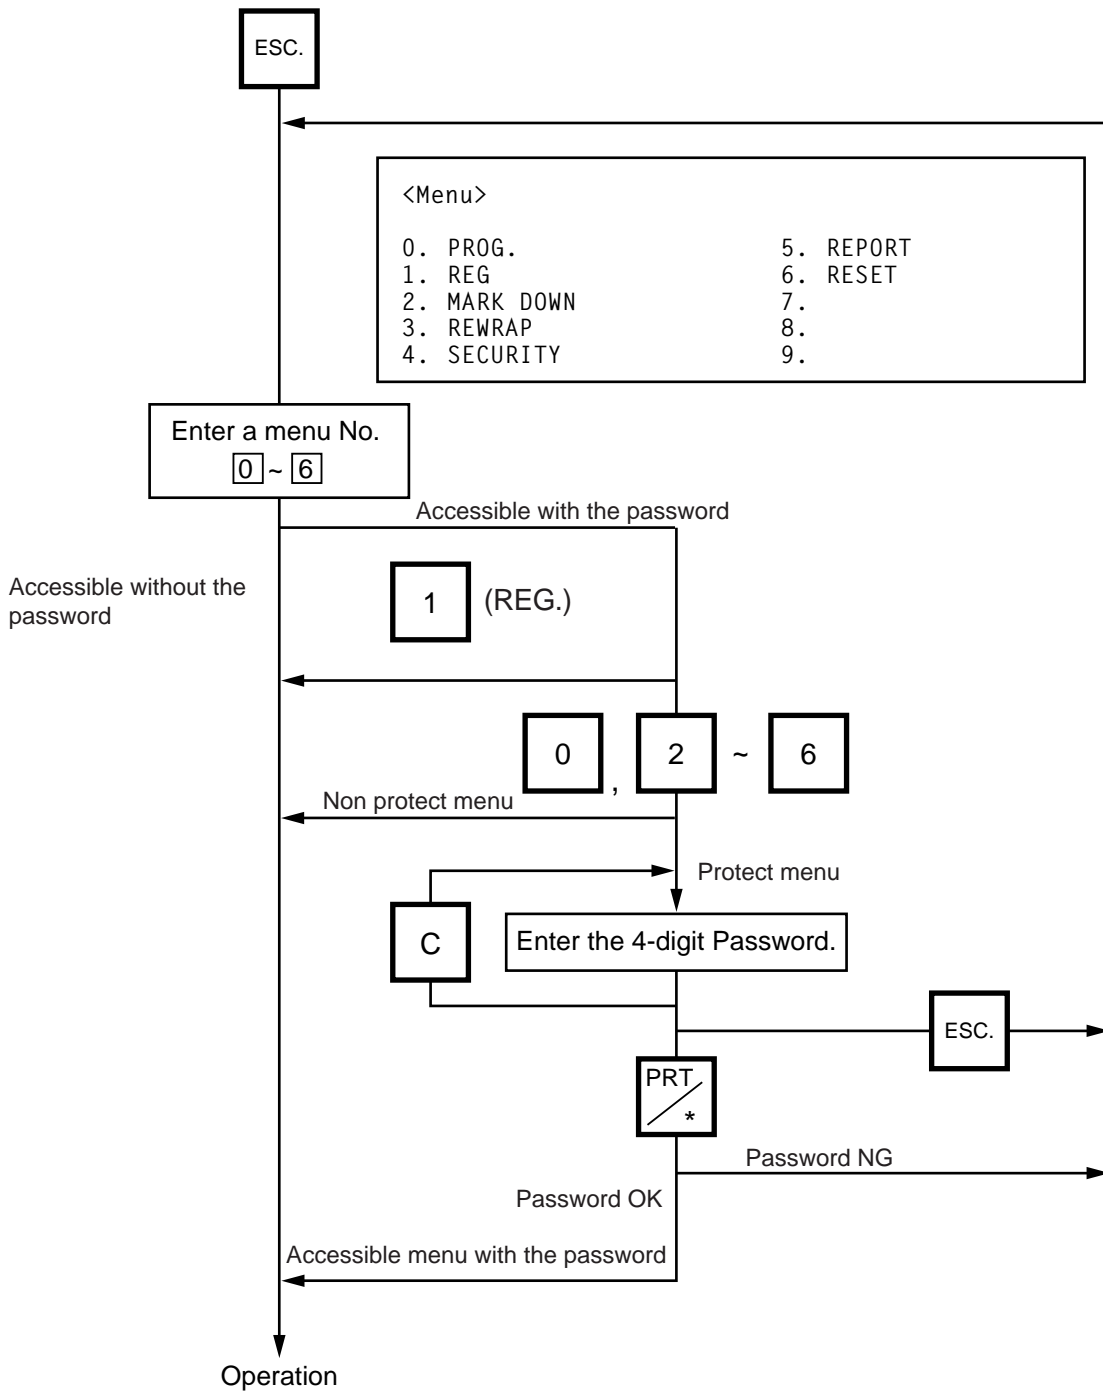 ESC.
<Menu>
0. PROG. 5. REPORT
1. REG 6. RESET
2. MARK DOWN 7.
3. REWRAP 8.
4. SECURITY 9.
Enter a menu No.
0 ~ 6
Accessible with the password
Accessible without the
password
1 (REG.)
0 , 2 ~ 6
Non protect menu
Protect menu
C
Enter the 4-digit Password.
ESC.
PRT
*
Password NG
Password OK
Accessible menu with the password
Operation